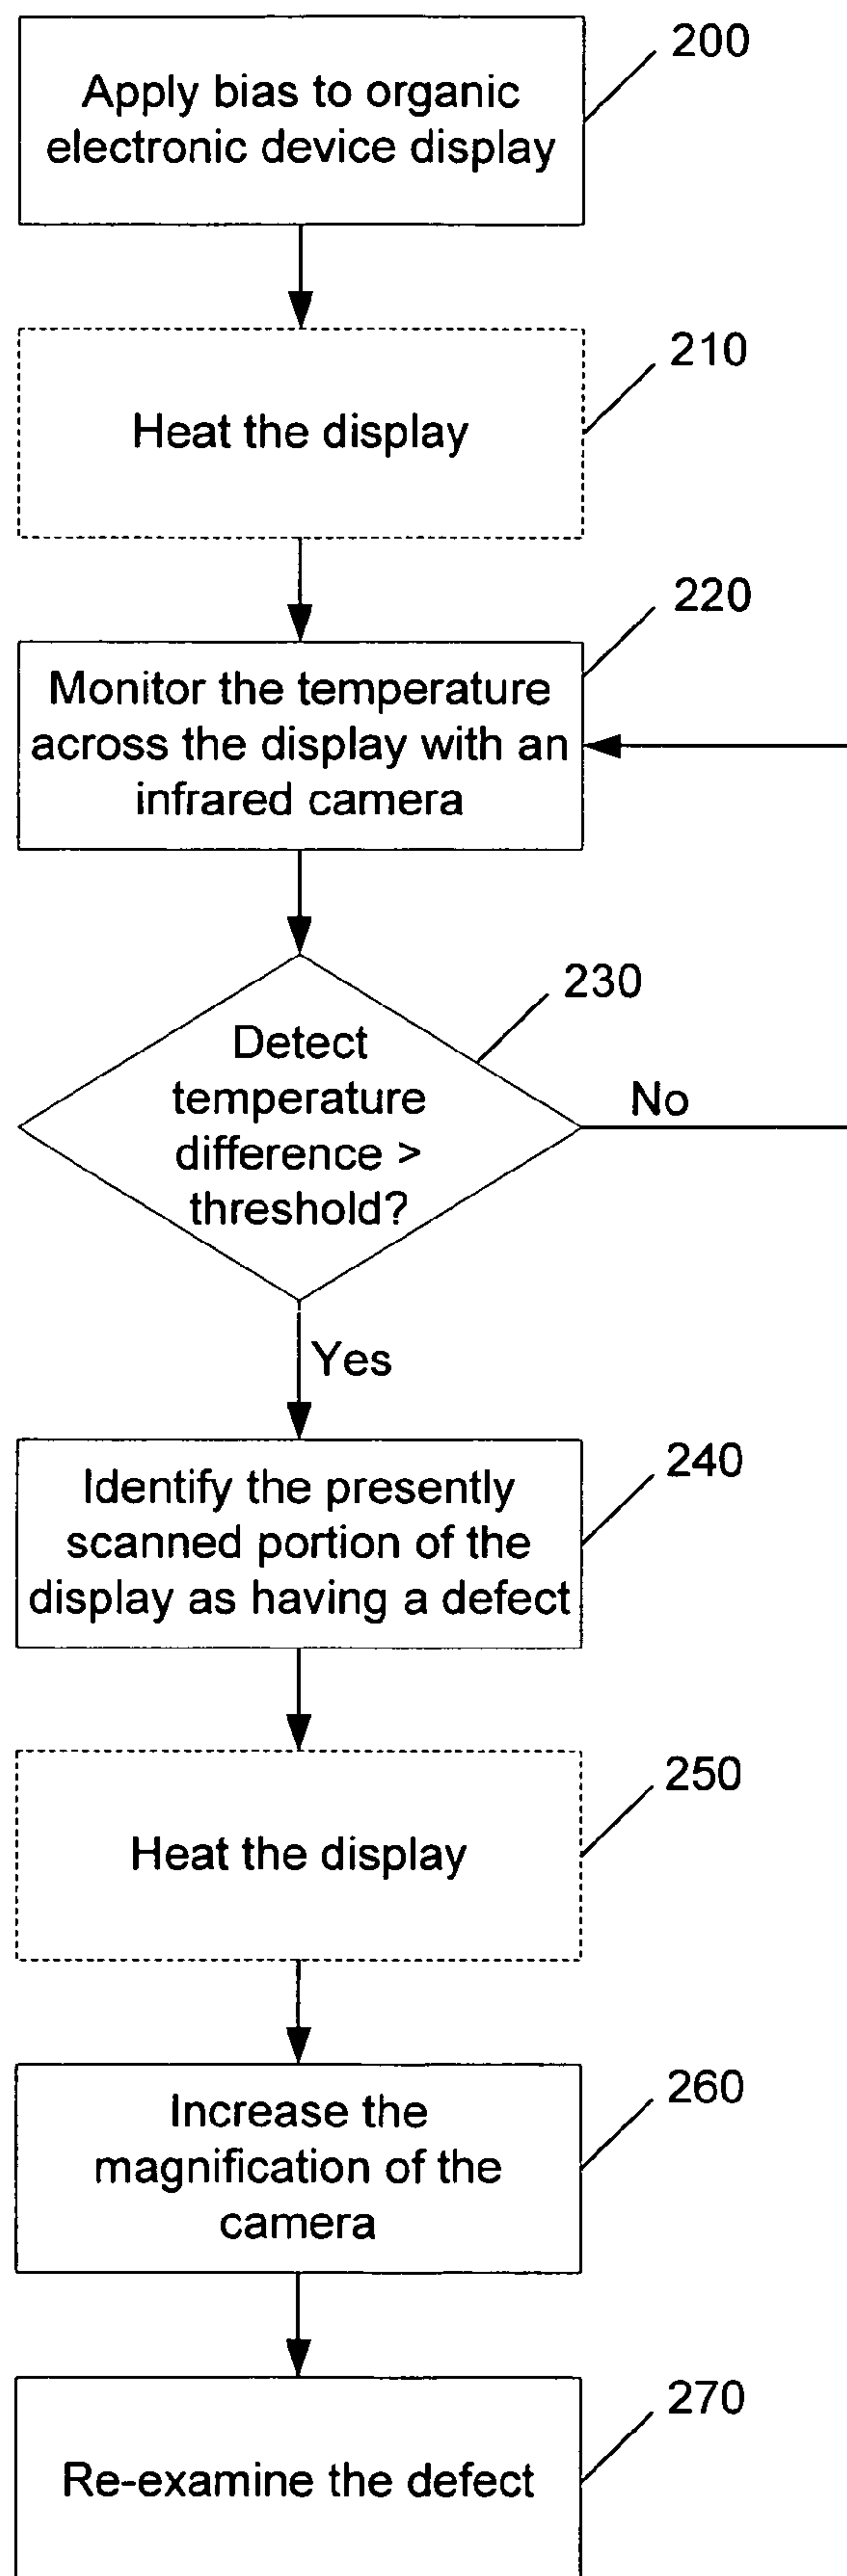 200
Apply bias to organic
electronic device display
210
Heat the display
220
Monitor the temperature
across the display with an
infrared camera
230
Detect
temperature
difference >
threshold?
No
Yes
240
Identify the presently
scanned portion of the
display as having a defect
250
Heat the display
260
Increase the
magnification of the
camera
270
Re-examine the defect